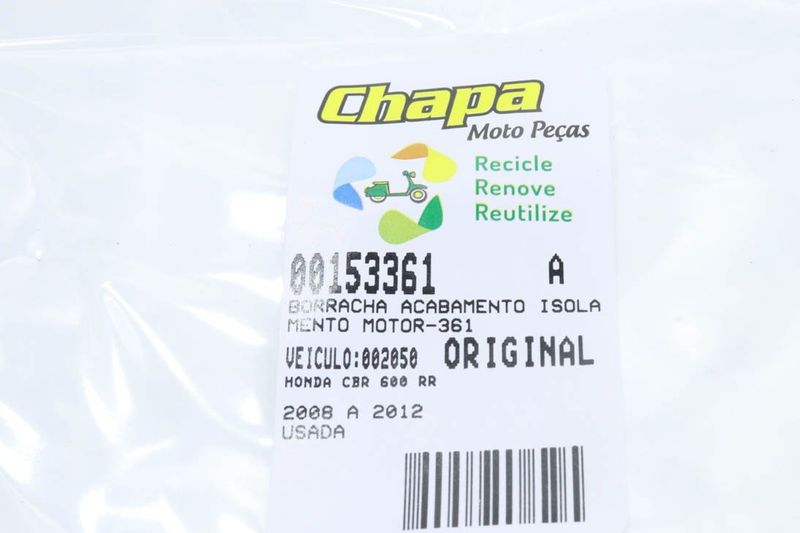 Chapa
Moto Peças
Recicle
Renove
Reutilize
00153361 A
BORRACHA ACABAMENTO ISOLA
MENTO MOTOR-361
VEICULO:002050 ORIGINAL
HONDA CBR 600 RR
2008 A 2012
USADA